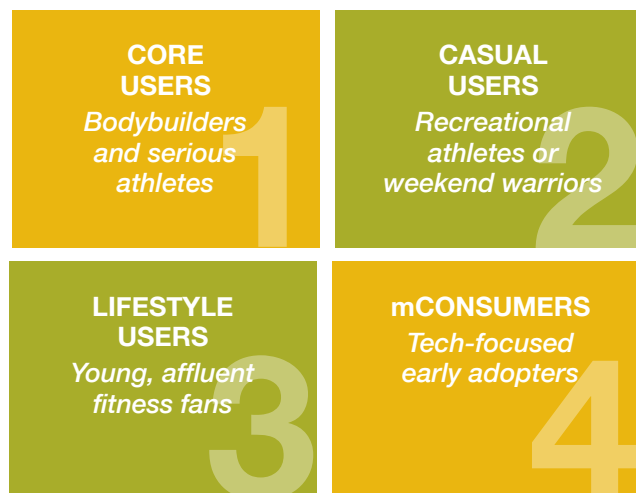 CORE
USERS
Bodybuilders
and serious
athletes
1
CASUAL
USERS
Recreational
athletes or
weekend warriors
2
LIFESTYLE
USERS
Young, affluent
fitness fans
3
mCONSUMERS
Tech-focused
early adopters
4